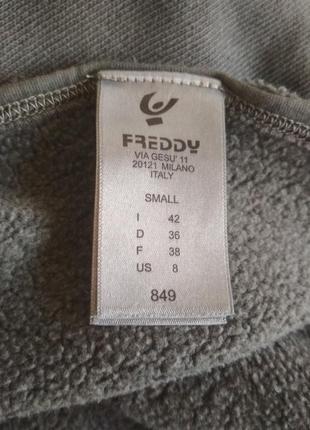 FREDDY
VIA GESU' 11
20121 MILANO
ITALY
SMALL
I 42
D 36
F 38
US 8
849